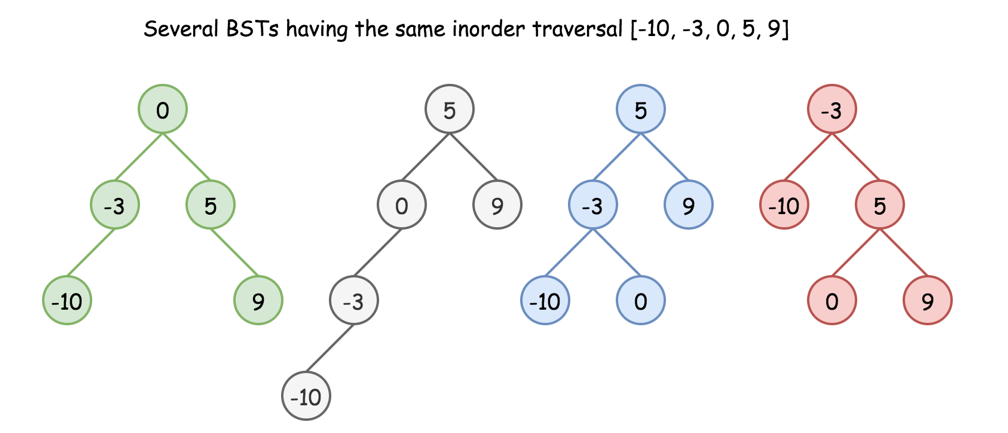 Several BSTs having the same inorder traversal [-10, -3, 0, 5, 9]
0 5 5 -3
-3 5 0 9 -3 9 -10 5
-10 9 -3 -10 0 0 9
-10